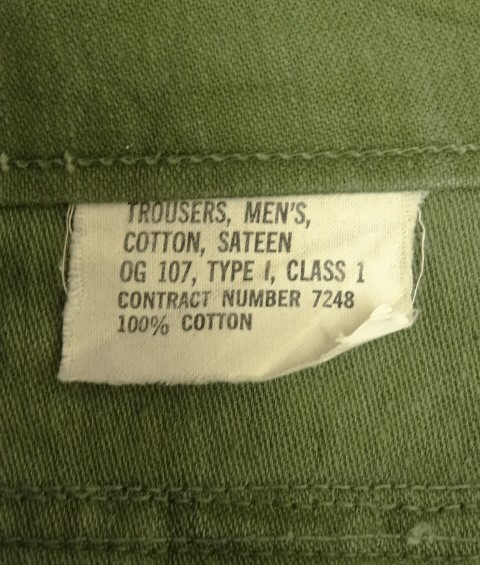 TROUSERS, MEN'S,
COTTON, SATEEN
OG 107, TYPE I, CLASS 1
CONTRACT NUMBER 7248
100% COTTON